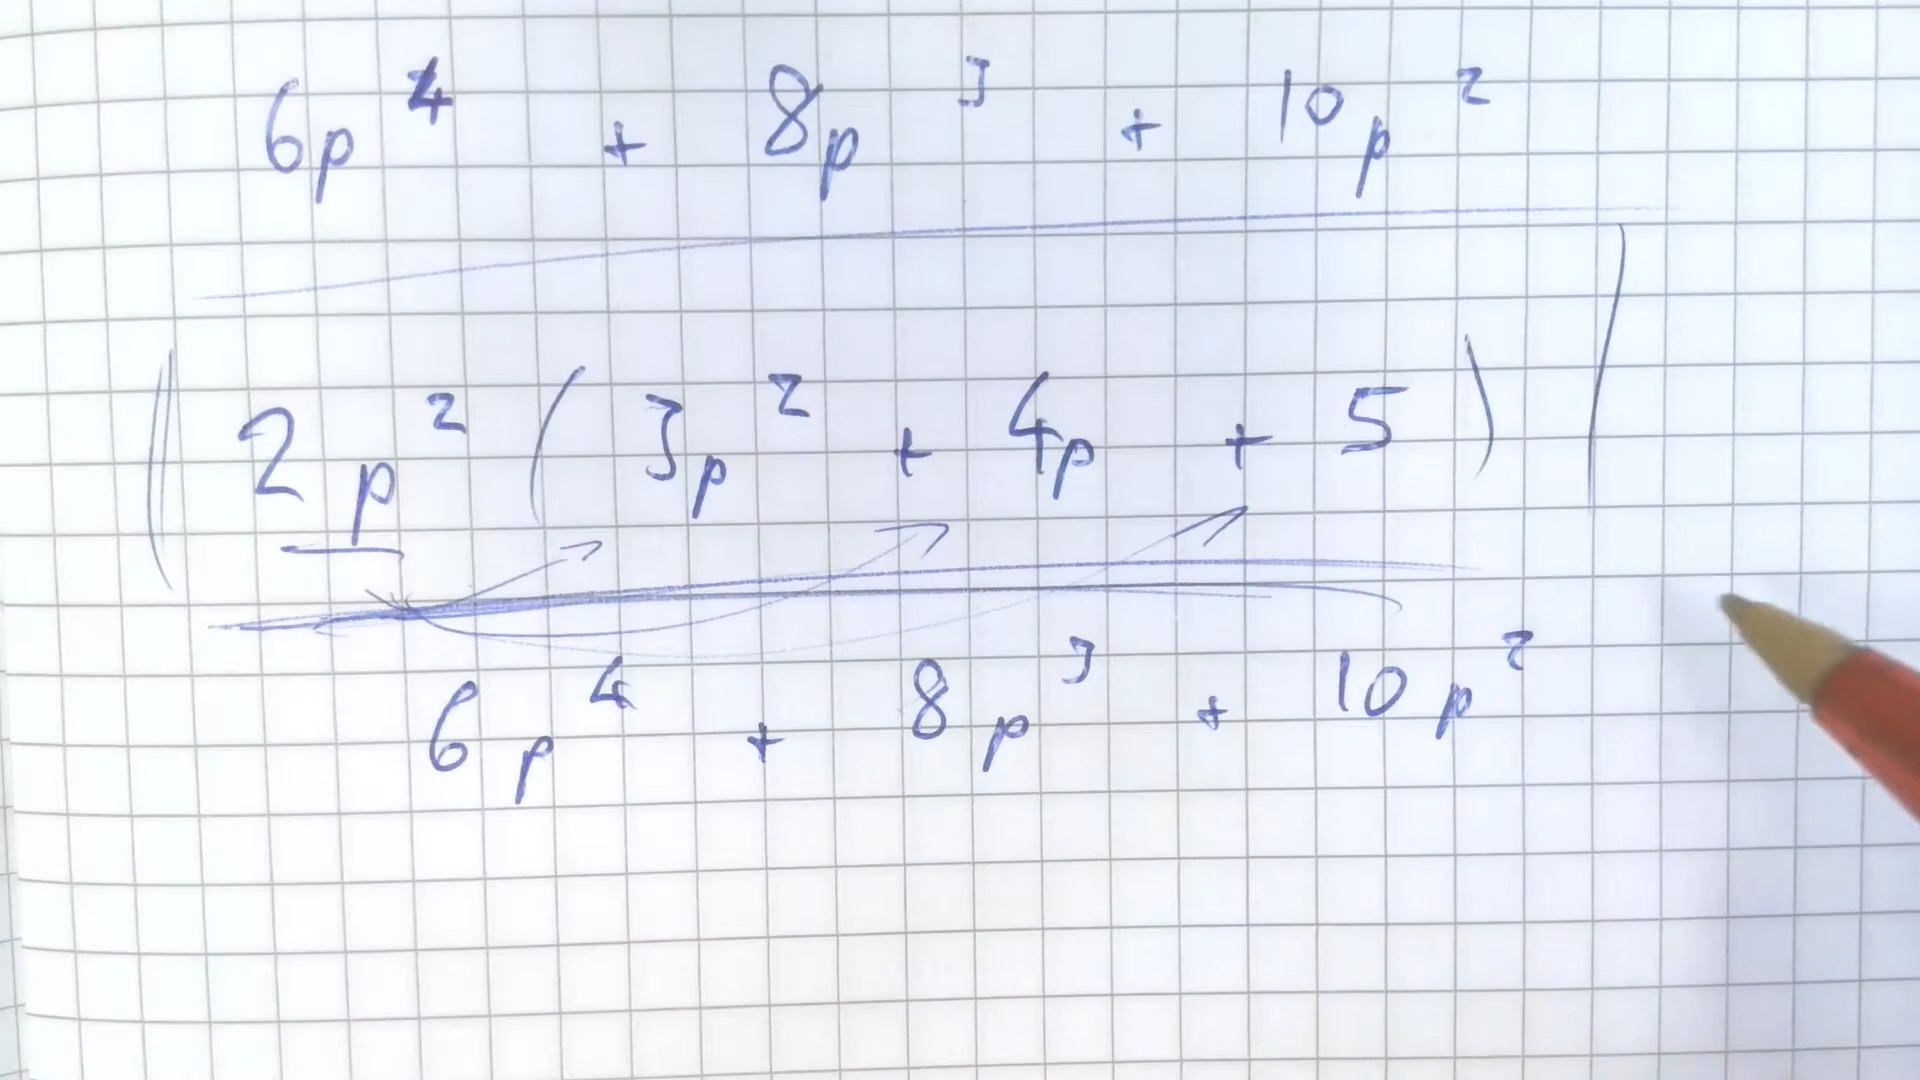 6p⁴ + 8p³ + 10p²
2p² (3p² + 4p + 5)
6p⁴ + 8p³ + 10p²